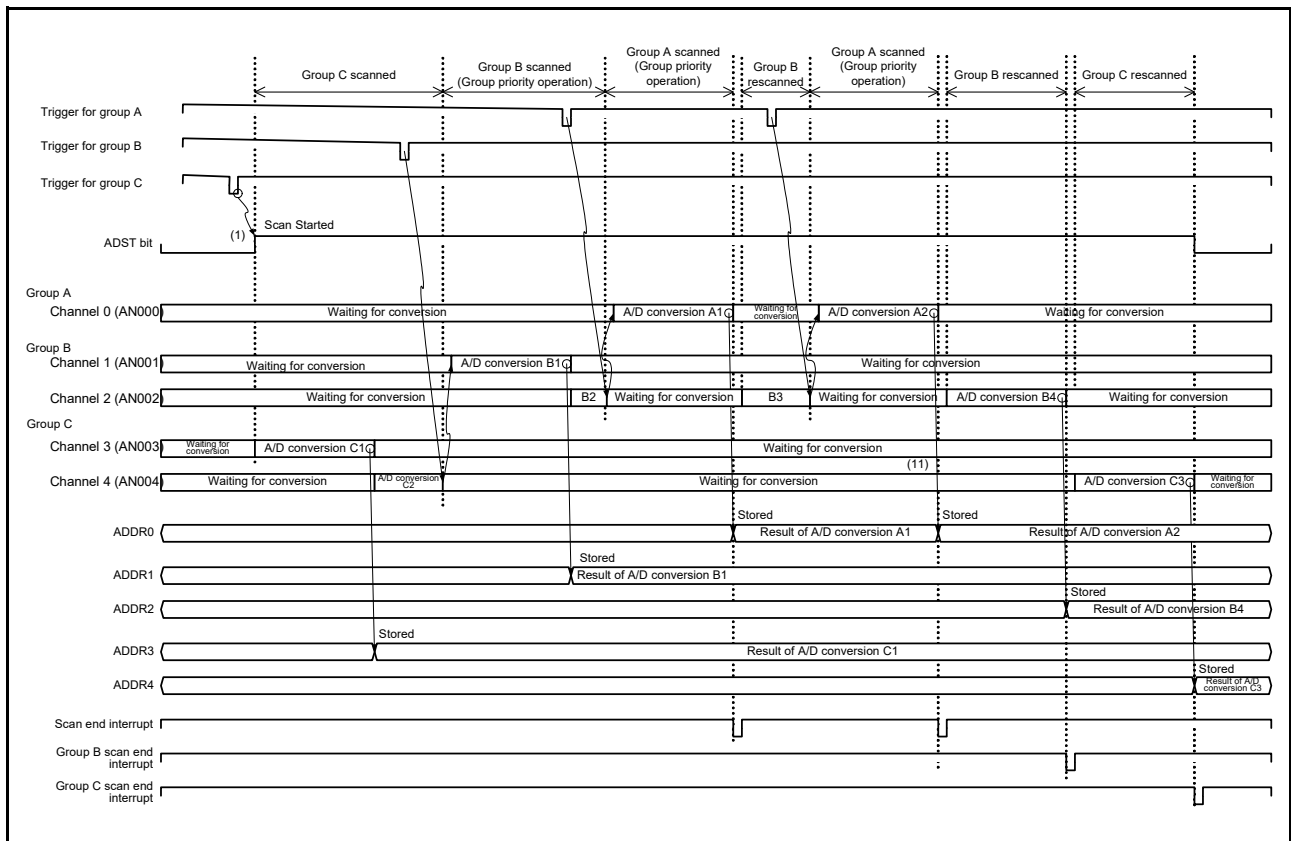 Group C scanned
Group B scanned
(Group priority operation)
Group A scanned
(Group priority
operation)
Group B
rescanned
Group A scanned
(Group priority
operation)
Group B rescanned
Group C rescanned
Trigger for group A
Trigger for group B
Trigger for group C
(1)
Scan Started
ADST bit
Group A
Channel 0 (AN000)
Waiting for conversion
A/D conversion A1
Waiting for
conversion
A/D conversion A2
Waiting for conversion
Group B
Channel 1 (AN001)
Waiting for conversion
A/D conversion B1
Waiting for conversion
Channel 2 (AN002)
Waiting for conversion
B2
Waiting for conversion
B3
Waiting for conversion
A/D conversion B4
Waiting for conversion
Group C
Channel 3 (AN003)
Waiting for
conversion
A/D conversion C1
Waiting for conversion
(11)
Channel 4 (AN004)
Waiting for conversion
A/D conversion
C2
Waiting for conversion
A/D conversion C3
Waiting for
conversion
ADDR0
Stored
Result of A/D conversion A1
Stored
Result of A/D conversion A2
ADDR1
Stored
Result of A/D conversion B1
ADDR2
Stored
Result of A/D conversion B4
ADDR3
Stored
Result of A/D conversion C1
ADDR4
Stored
Result of A/D
conversion C3
Scan end interrupt
Group B scan end
interrupt
Group C scan end
interrupt